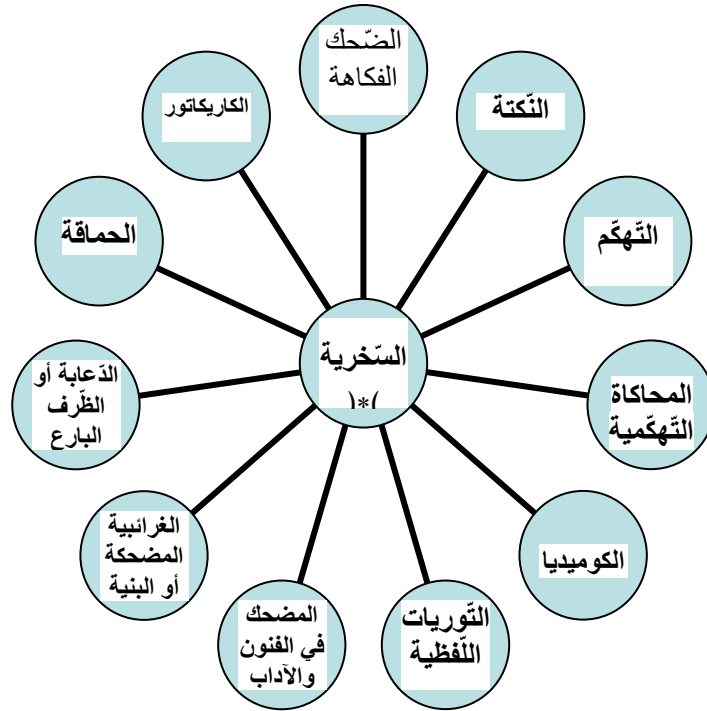 الضّحك
الفكاهة
النّكتة
التّهكّم
المحاكاة
التّهكّمية
الكوميديا
التّوريات
اللّفظية
المضحك
في الفنون
والآداب
الغرائبية
المضحكة
أو البنية
الدّعابة أو
الظّرف
البارع
الحماقة
الكاريكاتور
السّخرية
)*(